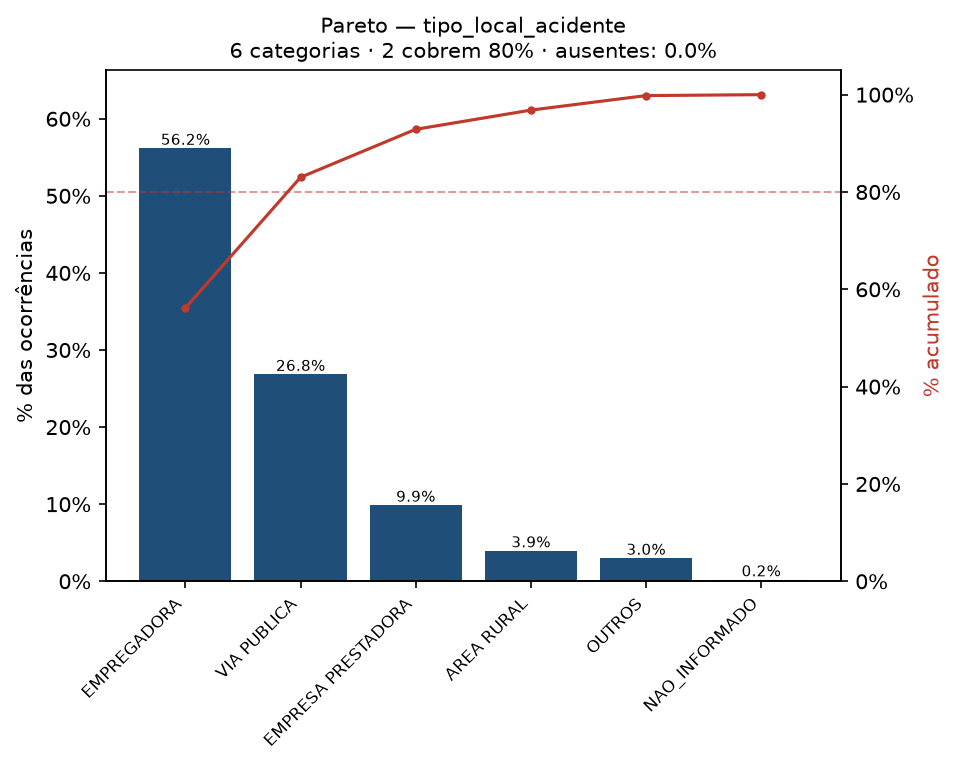 Pareto — tipo_local_acidente
6 categorias · 2 cobrem 80% · ausentes: 0.0%
% das ocorrências
60%
50%
40%
30%
20%
10%
0%
56.2%
26.8%
9.9%
3.9%
3.0%
0.2%
100%
80%
60%
40%
20%
0%
% acumulado
EMPREGADORA
VIA PUBLICA
EMPRESA PRESTADORA
AREA RURAL
OUTROS
NAO_INFORMADO